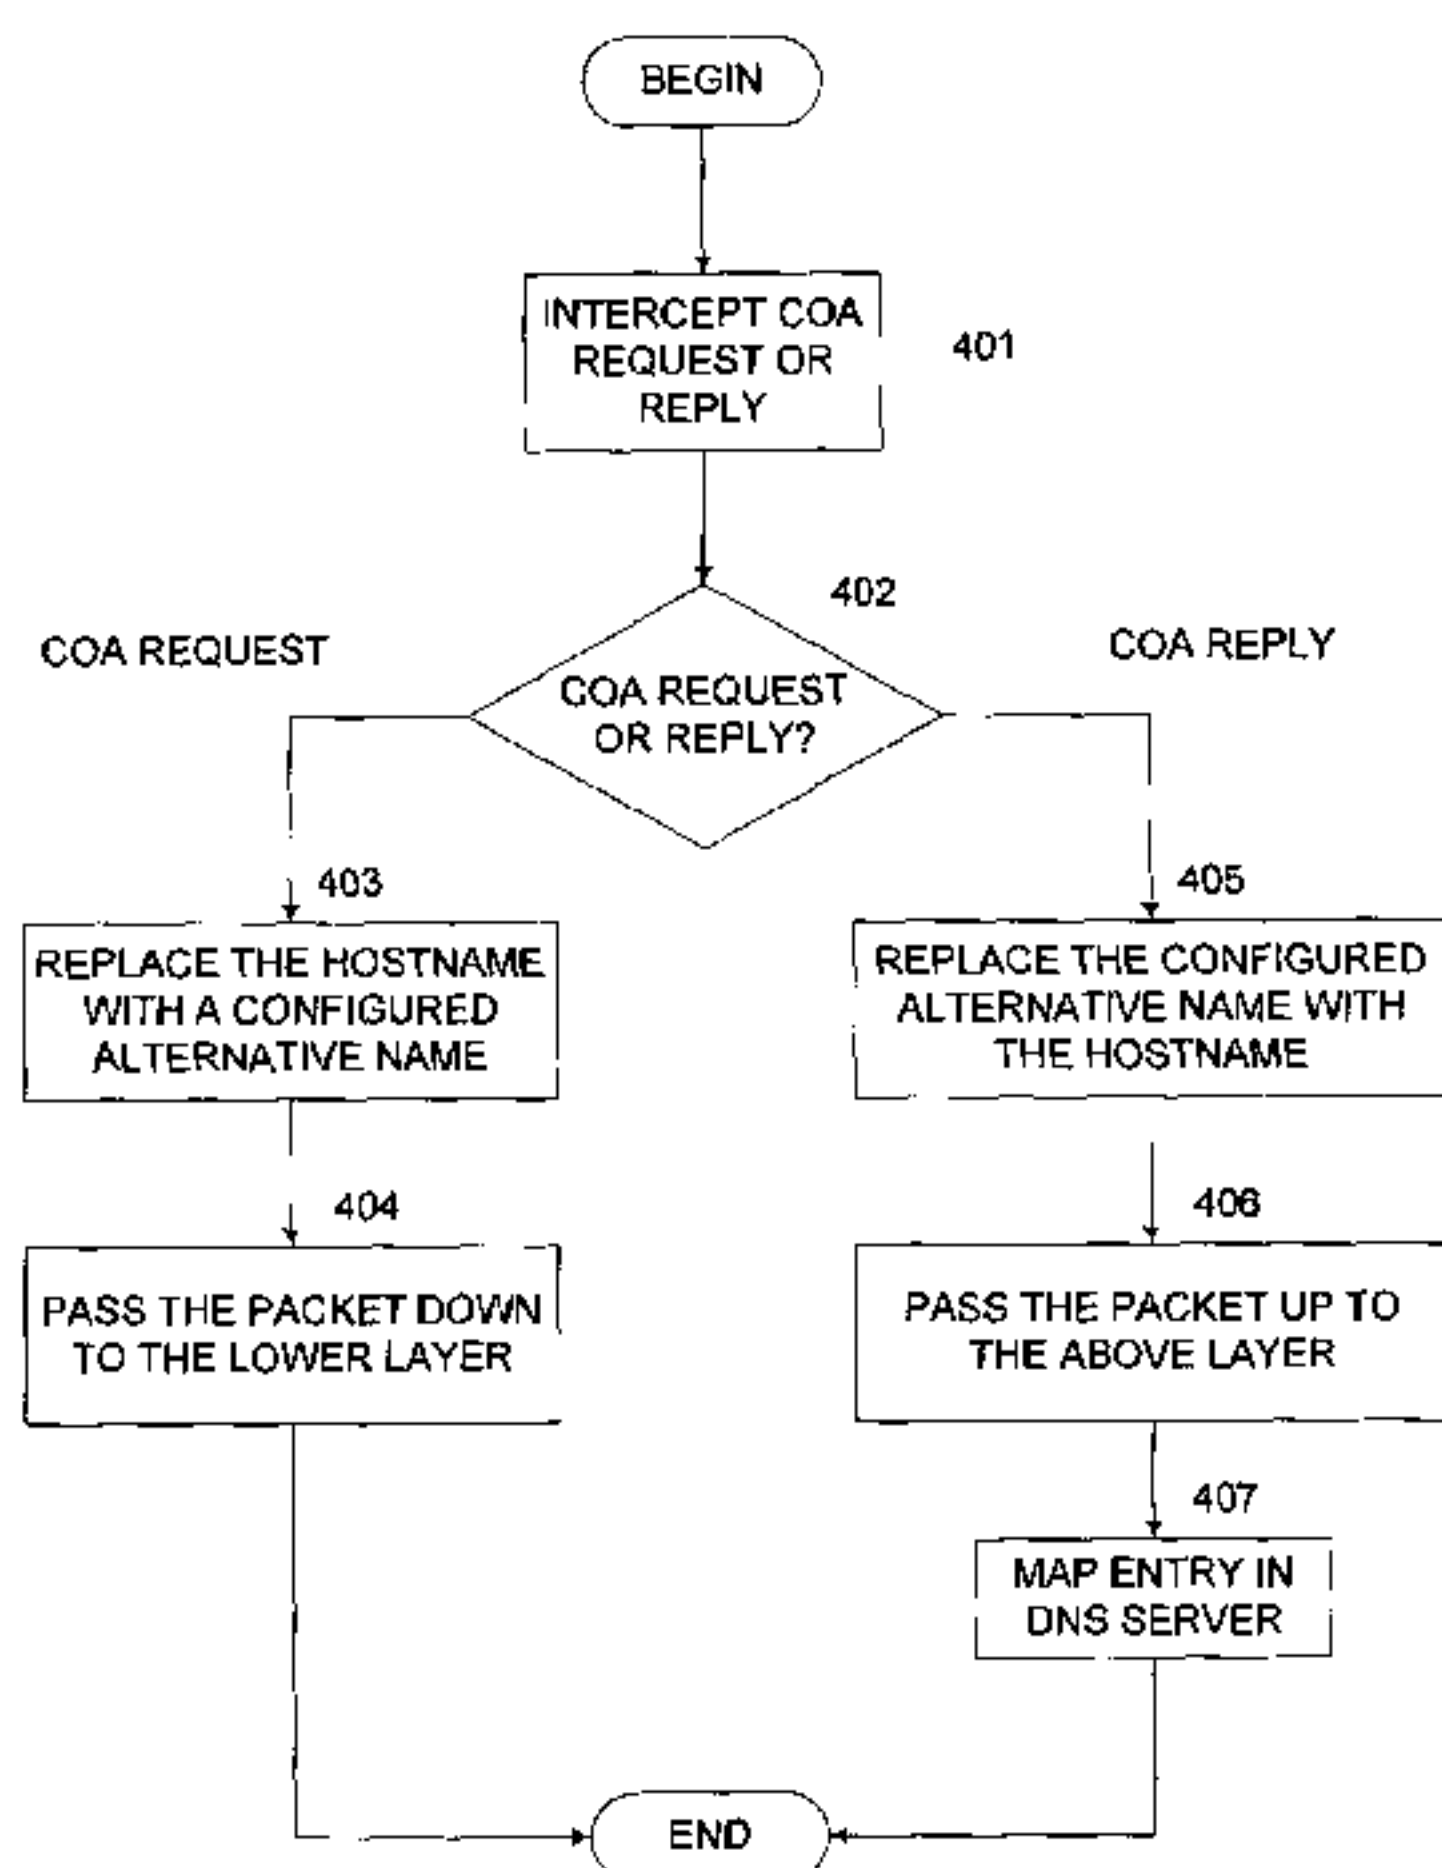 BEGIN
INTERCEPT COA
REQUEST OR
REPLY
401
402
COA REQUEST
COA REPLY
COA REQUEST
OR REPLY?
403
REPLACE THE HOSTNAME
WITH A CONFIGURED
ALTERNATIVE NAME
405
REPLACE THE CONFIGURED
ALTERNATIVE NAME WITH
THE HOSTNAME
404
PASS THE PACKET DOWN
TO THE LOWER LAYER
406
PASS THE PACKET UP TO
THE ABOVE LAYER
407
MAP ENTRY IN
DNS SERVER
END